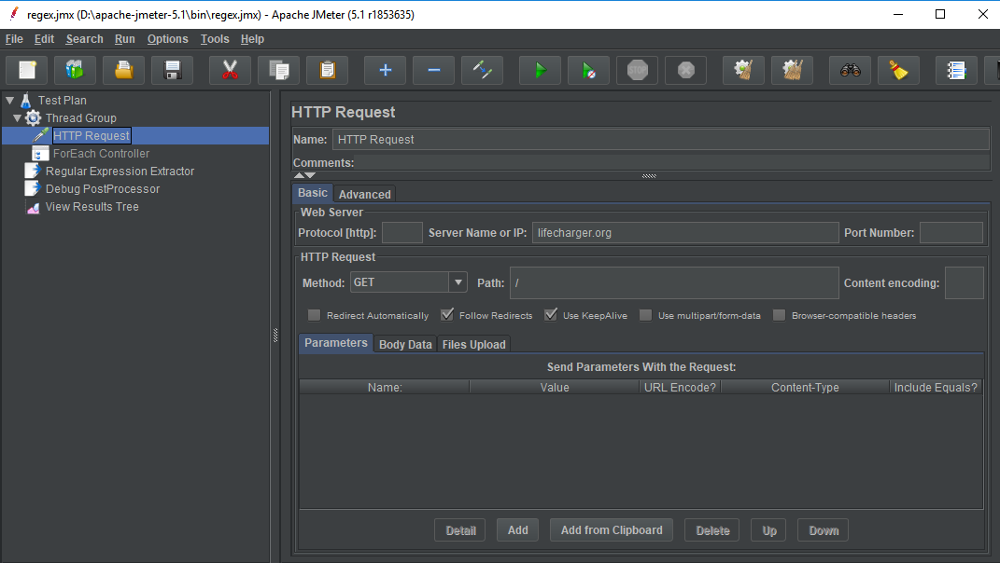 regex.jmx (D:\apache-jmeter-5.1\bin\regex.jmx) - Apache JMeter (5.1 r1853635)
File Edit Search Run Options Tools Help
STOP
Test Plan
Thread Group
HTTP Request
ForEach Controller
Regular Expression Extractor
Debug PostProcessor
View Results Tree
HTTP Request
Name: HTTP Request
Comments:
Basic Advanced
Web Server
Protocol [http]: Server Name or IP: lifecharger.org Port Number:
HTTP Request
Method: GET Path: / Content encoding:
Redirect Automatically Follow Redirects Use KeepAlive Use multipart/form-data Browser-compatible headers
Parameters Body Data Files Upload
Send Parameters With the Request:
Name: Value URL Encode? Content-Type Include Equals?
Detail Add Add from Clipboard Delete Up Down